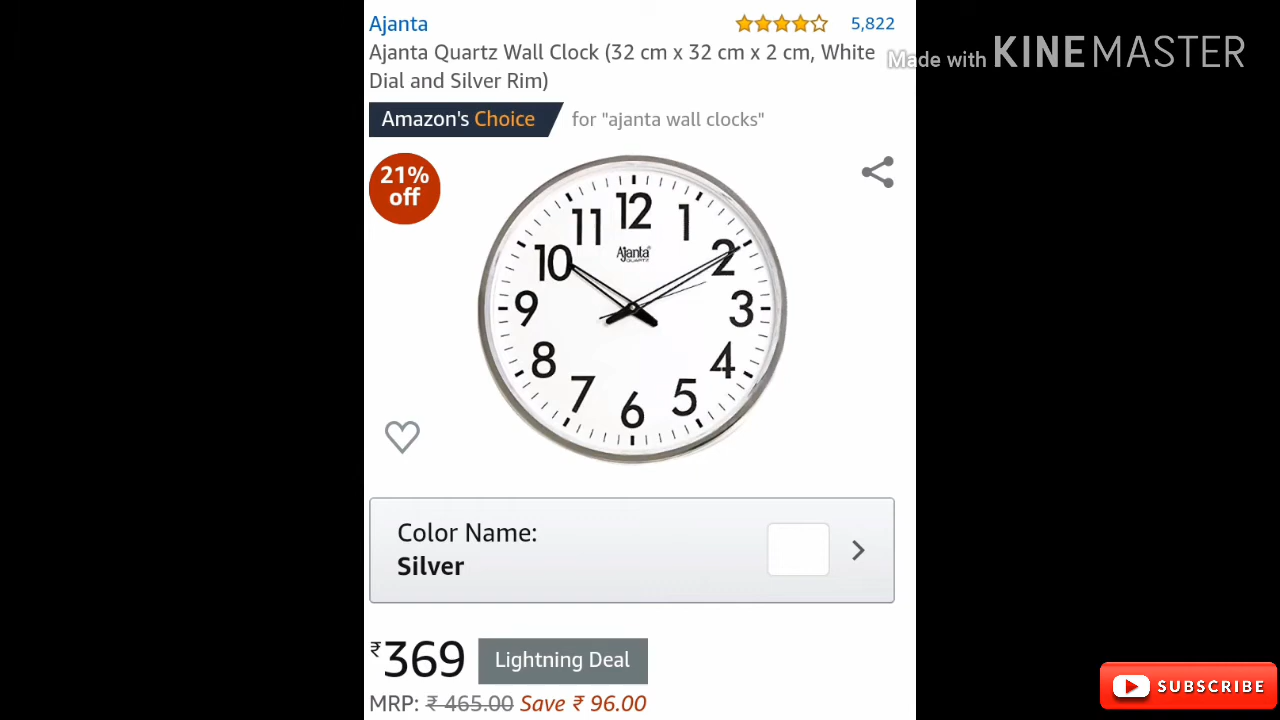 Ajanta 5,822
Ajanta Quartz Wall Clock (32 cm x 32 cm x 2 cm, White
Dial and Silver Rim)
Made with KINEMASTER
Amazon's Choice for "ajanta wall clocks"
21%
off
12
11 1
10 2
Ajanta
QUARTZ
9 3
8 4
7 5
6
Color Name:
Silver
₹369 Lightning Deal
MRP: ₹ 465.00 Save ₹ 96.00
SUBSCRIBE